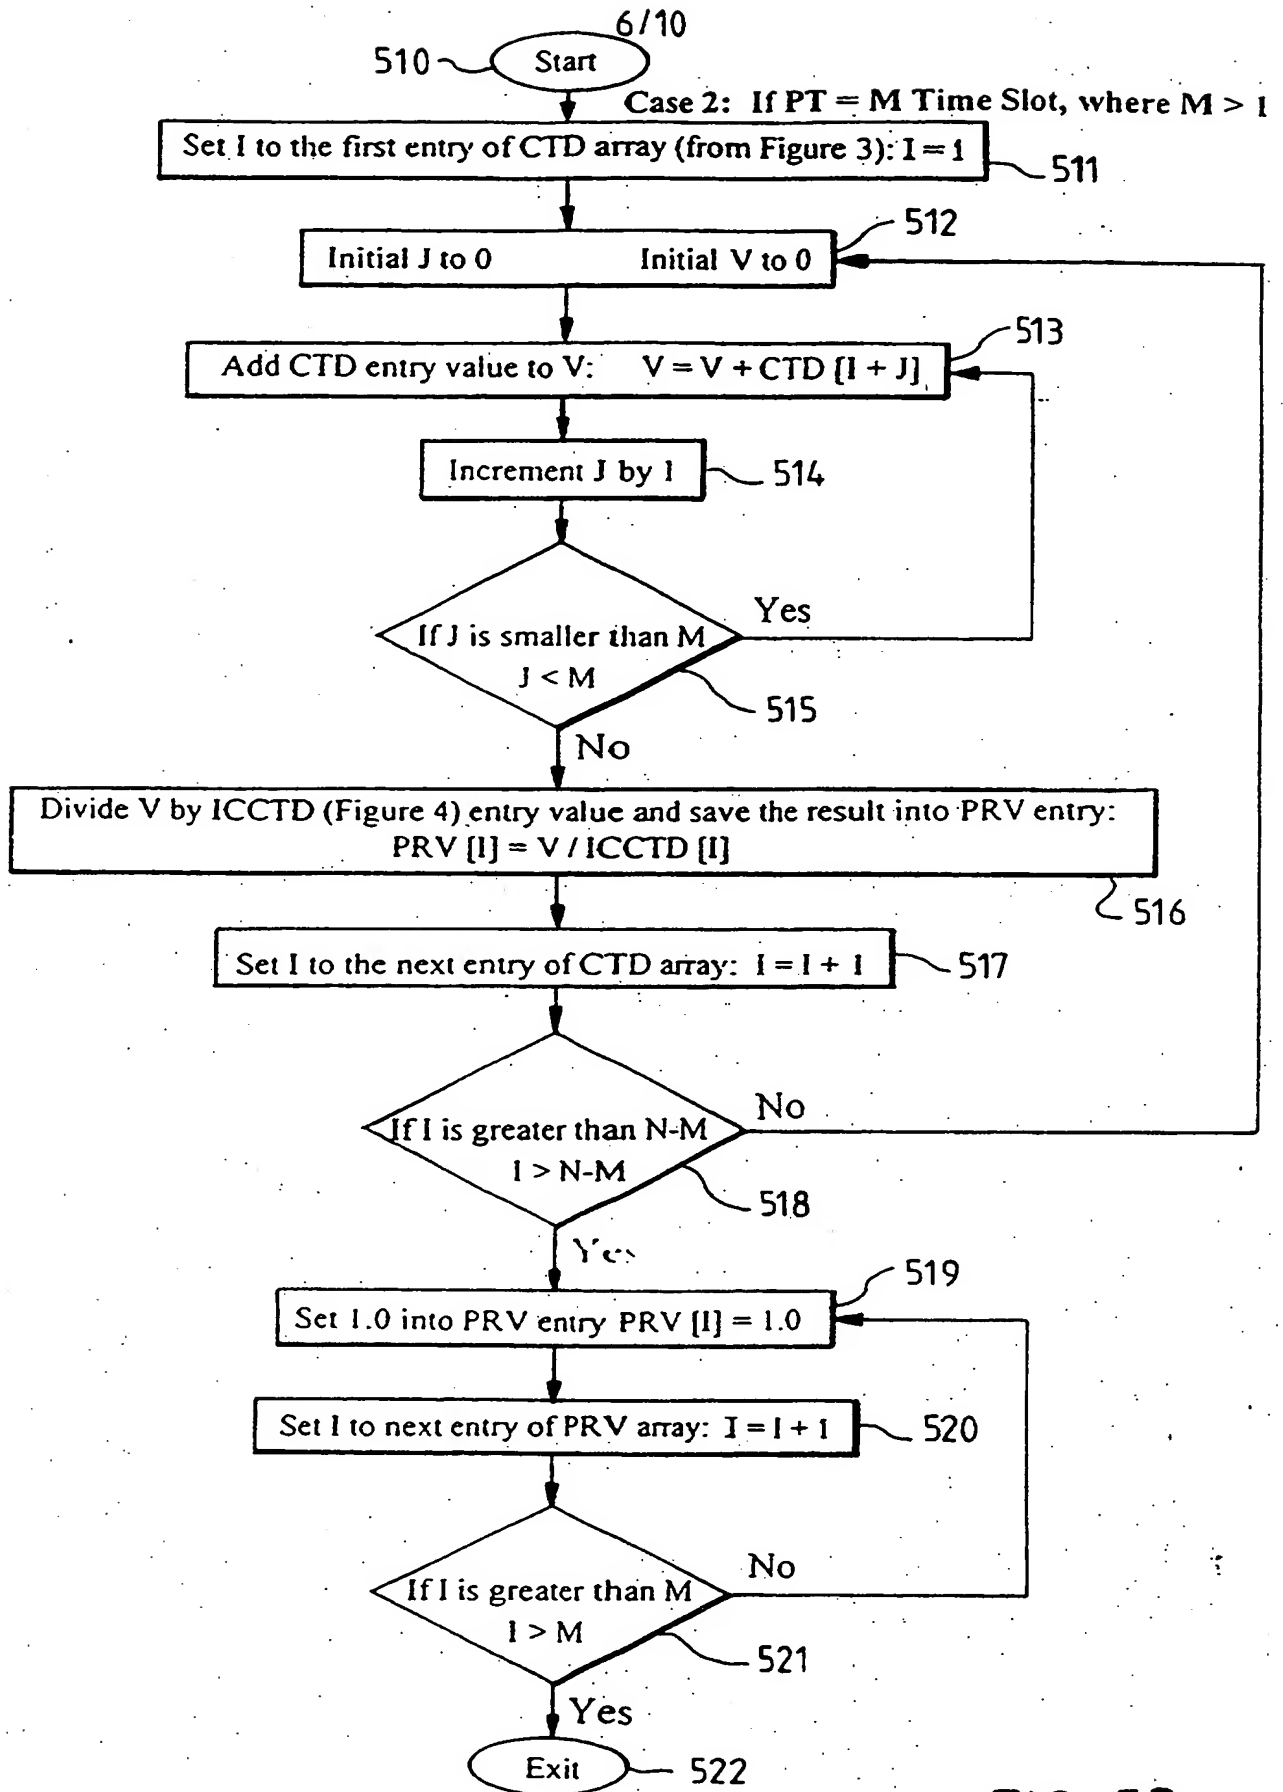 6/10
510
Start
Case 2: If PT = M Time Slot, where M > 1
Set I to the first entry of CTD array (from Figure 3): I = 1
511
512
Initial J to 0 Initial V to 0
513
Add CTD entry value to V: V = V + CTD [I + J]
Increment J by 1
514
If J is smaller than M
J < M
Yes
515
No
Divide V by ICCTD (Figure 4) entry value and save the result into PRV entry:
PRV [I] = V / ICCTD [I]
516
Set I to the next entry of CTD array: I = I + 1
517
If I is greater than N-M
I > N-M
No
518
Yes
519
Set 1.0 into PRV entry PRV [I] = 1.0
Set I to next entry of PRV array: I = I + 1
520
If I is greater than M
I > M
No
521
Yes
Exit
522